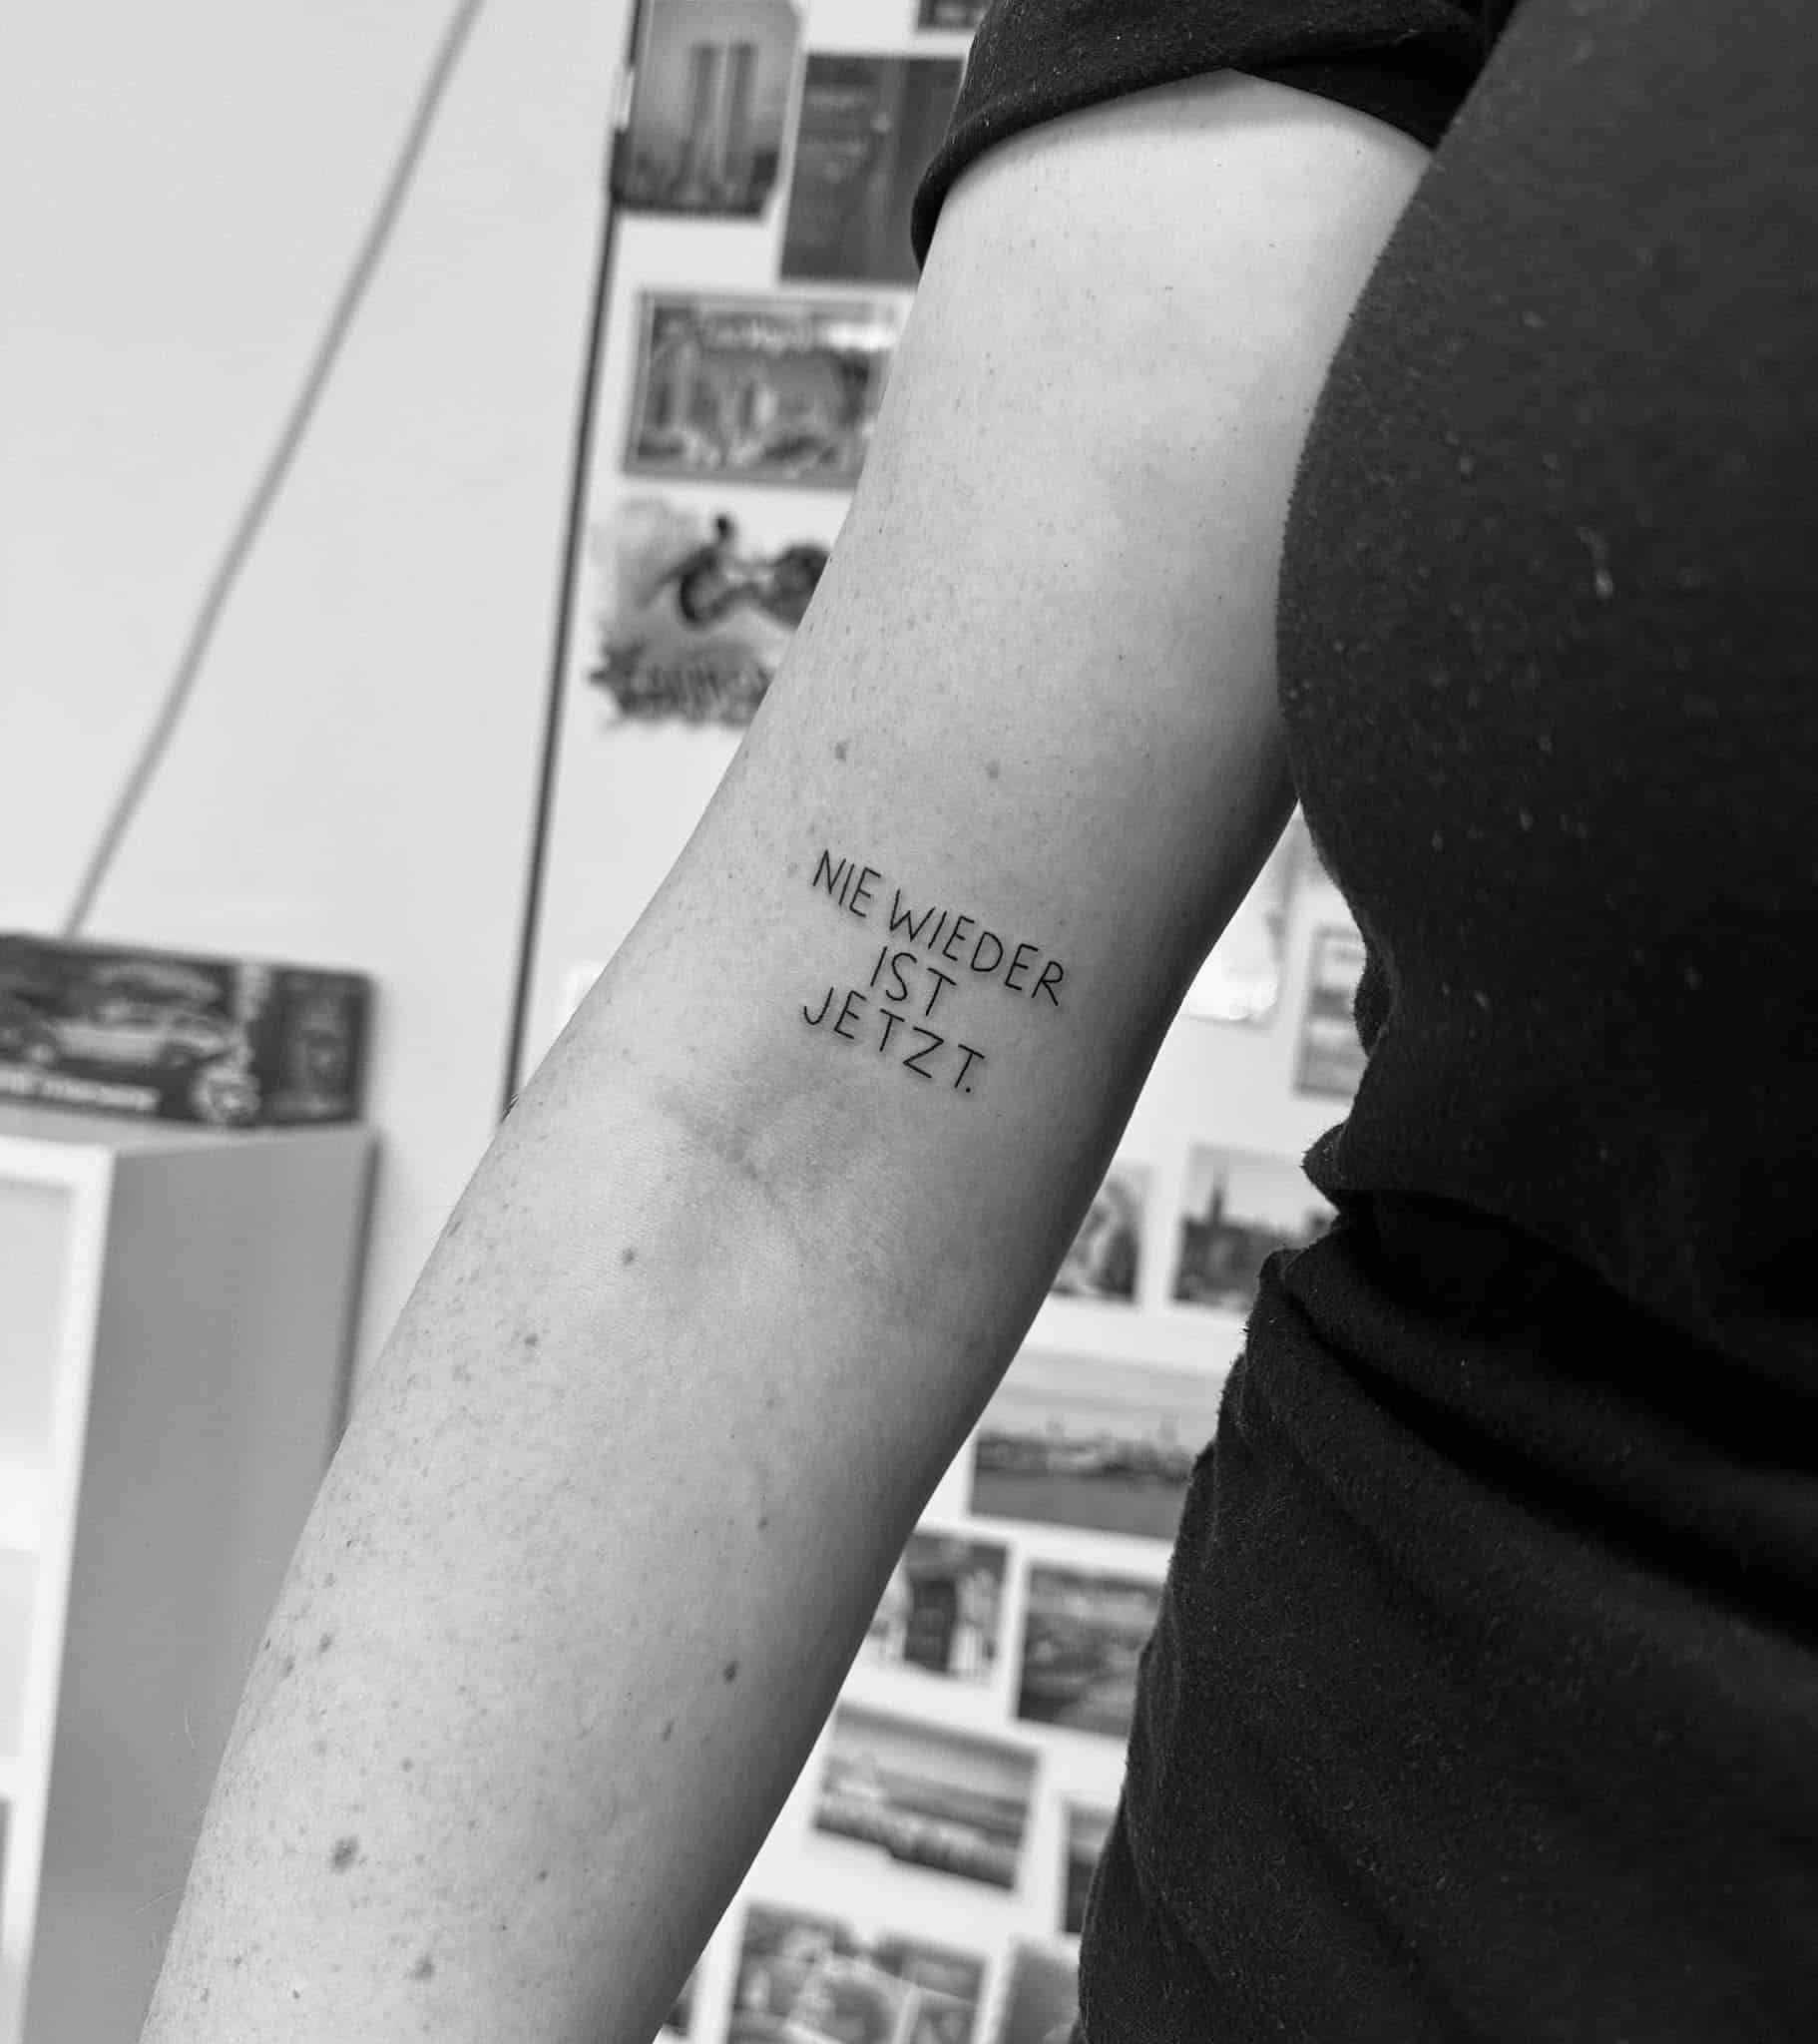 NIE WIEDER
IST
JETZT.